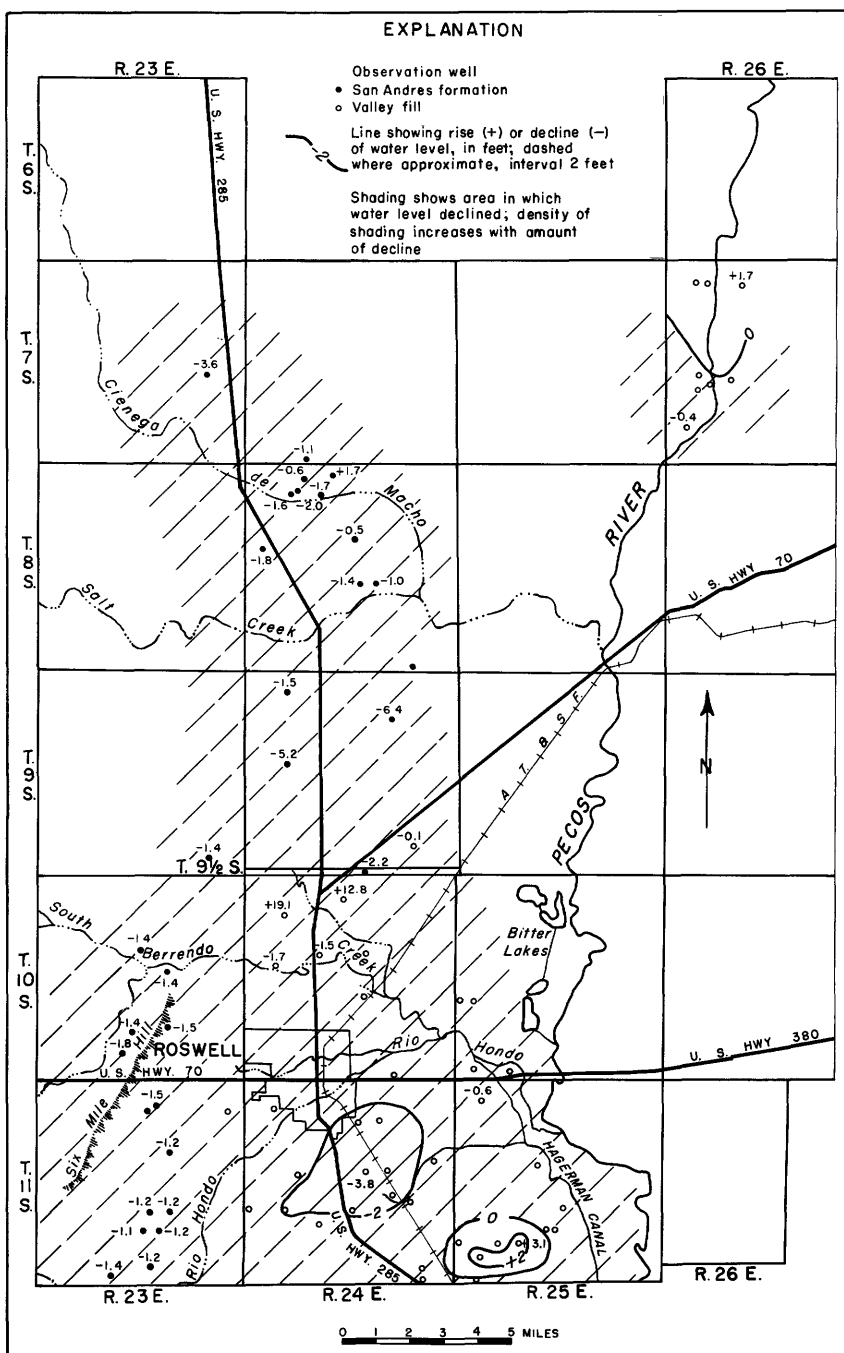 EXPLANATION
R. 23 E.
R. 26 E.
Observation well
San Andres formation
Valley fill
-2
Line showing rise (+) or decline (−)
of water level, in feet; dashed
where approximate, interval 2 feet
Shading shows area in which
water level declined; density of
shading increases with amount
of decline
U. S. HWY. 285
T. 6 S.
+1.7
T. 7 S.
0
-3.6
Cienega
-0.4
-1.1
-0.6
+1.7
de
-1.7
-1.6
-2.0
Macho
RIVER
T. 8 S.
-0.5
-1.8
U. S. HWY 70
-1.4
-1.0
Salt
Creek
-1.5
-6.4
A. T. & S. F.
N
-5.2
T. 9 S.
PECOS
-0.1
-1.4
T. 9½ S.
-2.2
+12.8
+19.1
South
Bitter
Lakes
-1.4
Berrendo
-1.5
Creek
-1.7
T. 10 S.
-1.4
-1.4
-1.5
-1.8
Hill
ROSWELL
Rio
Hondo
U. S. HWY 380
U. S. HWY. 70
-0.6
-1.5
Six Mile
-1.2
HAGERMAN CANAL
T. 11 S.
-3.8
Rio Hondo
-1.2
-1.2
-2
0
-1.1
-1.2
+3.1
U.S. HWY. 285
+2
-1.2
-1.4
R. 23 E.
R. 24 E.
R. 25 E.
R. 26 E.
0 1 2 3 4 5 MILES